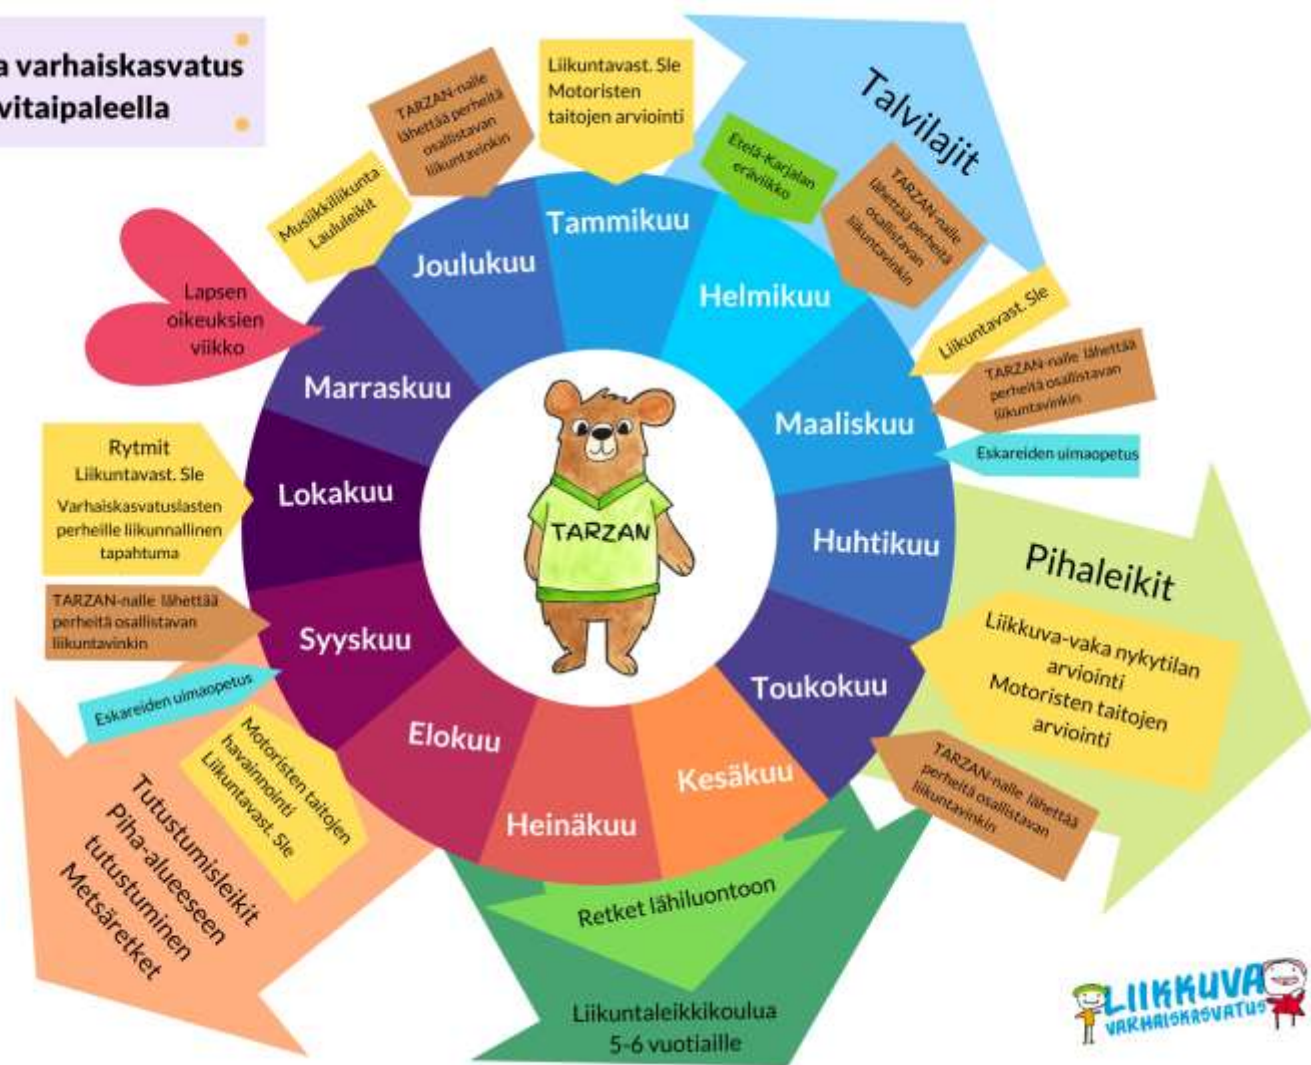 a varhaiskasvatus
vitaipaleella
Liikuntavast. Sle
Motoristen
taitojen arviointi
TARZAN-nalle
lähettää perheitä
osallistavan
liikuntavinkin
Musiikkiliikunta
Laululeikit
Lapsen
oikeuksien
viikko
Talvilajit
Etelä-Karjalan
eräviikko
TARZAN-nalle
lähettää perheitä
osallistavan
liikuntavinkin
Liikuntavast. Sle
TARZAN-nalle lähettää
perheitä osallistavan
liikuntavinkin
Eskareiden uimaopetus
Tammikuu
Helmikuu
Maaliskuu
Huhtikuu
Toukokuu
Kesäkuu
Heinäkuu
Elokuu
Syyskuu
Lokakuu
Marraskuu
Joulukuu
TARZAN
Rytmit
Liikuntavast. Sle
Varhaiskasvatuslasten
perheille liikunnallinen
tapahtuma
TARZAN-nalle lähettää
perheitä osallistavan
liikuntavinkin
Eskareiden uimaopetus
Motoristen taitojen
havainnointi
Liikuntavast. Sle
Tutustumisleikit
Piha-alueeseen
tutustuminen
Metsäretket
Pihaleikit
Liikkuva-vaka nykytilan
arviointi
Motoristen taitojen
arviointi
TARZAN-nalle lähettää
perheitä osallistavan
liikuntavinkin
Retket lähiluontoon
Liikuntaleikkikoulua
5-6 vuotiaille
LIIKKUVA
VARHAISKASVATUS